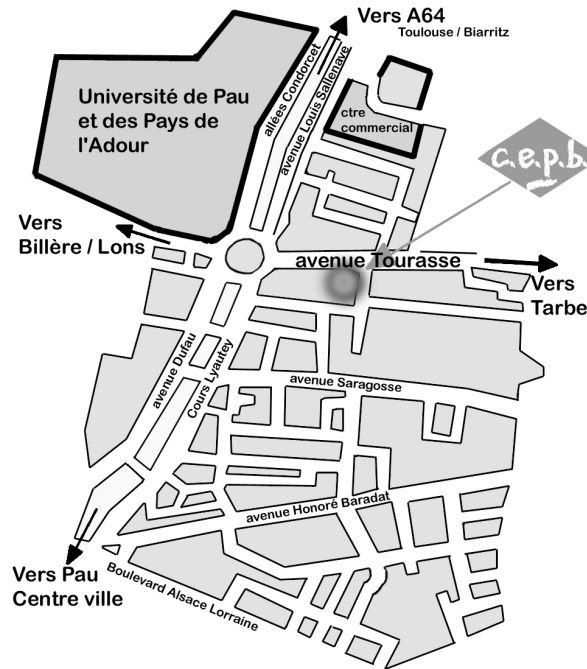 Vers A64
Toulouse / Biarritz
Université de Pau
et des Pays de
l'Adour
allées Condorcet
avenue Louis Sallenave
ctre
commercial
c.e.p.b.
Vers
Billère / Lons
avenue Tourasse
Vers
Tarbe
avenue Dufau
Cours Lyautey
avenue Saragosse
avenue Honoré Baradat
Vers Pau
Centre ville
Boulevard Alsace Lorraine